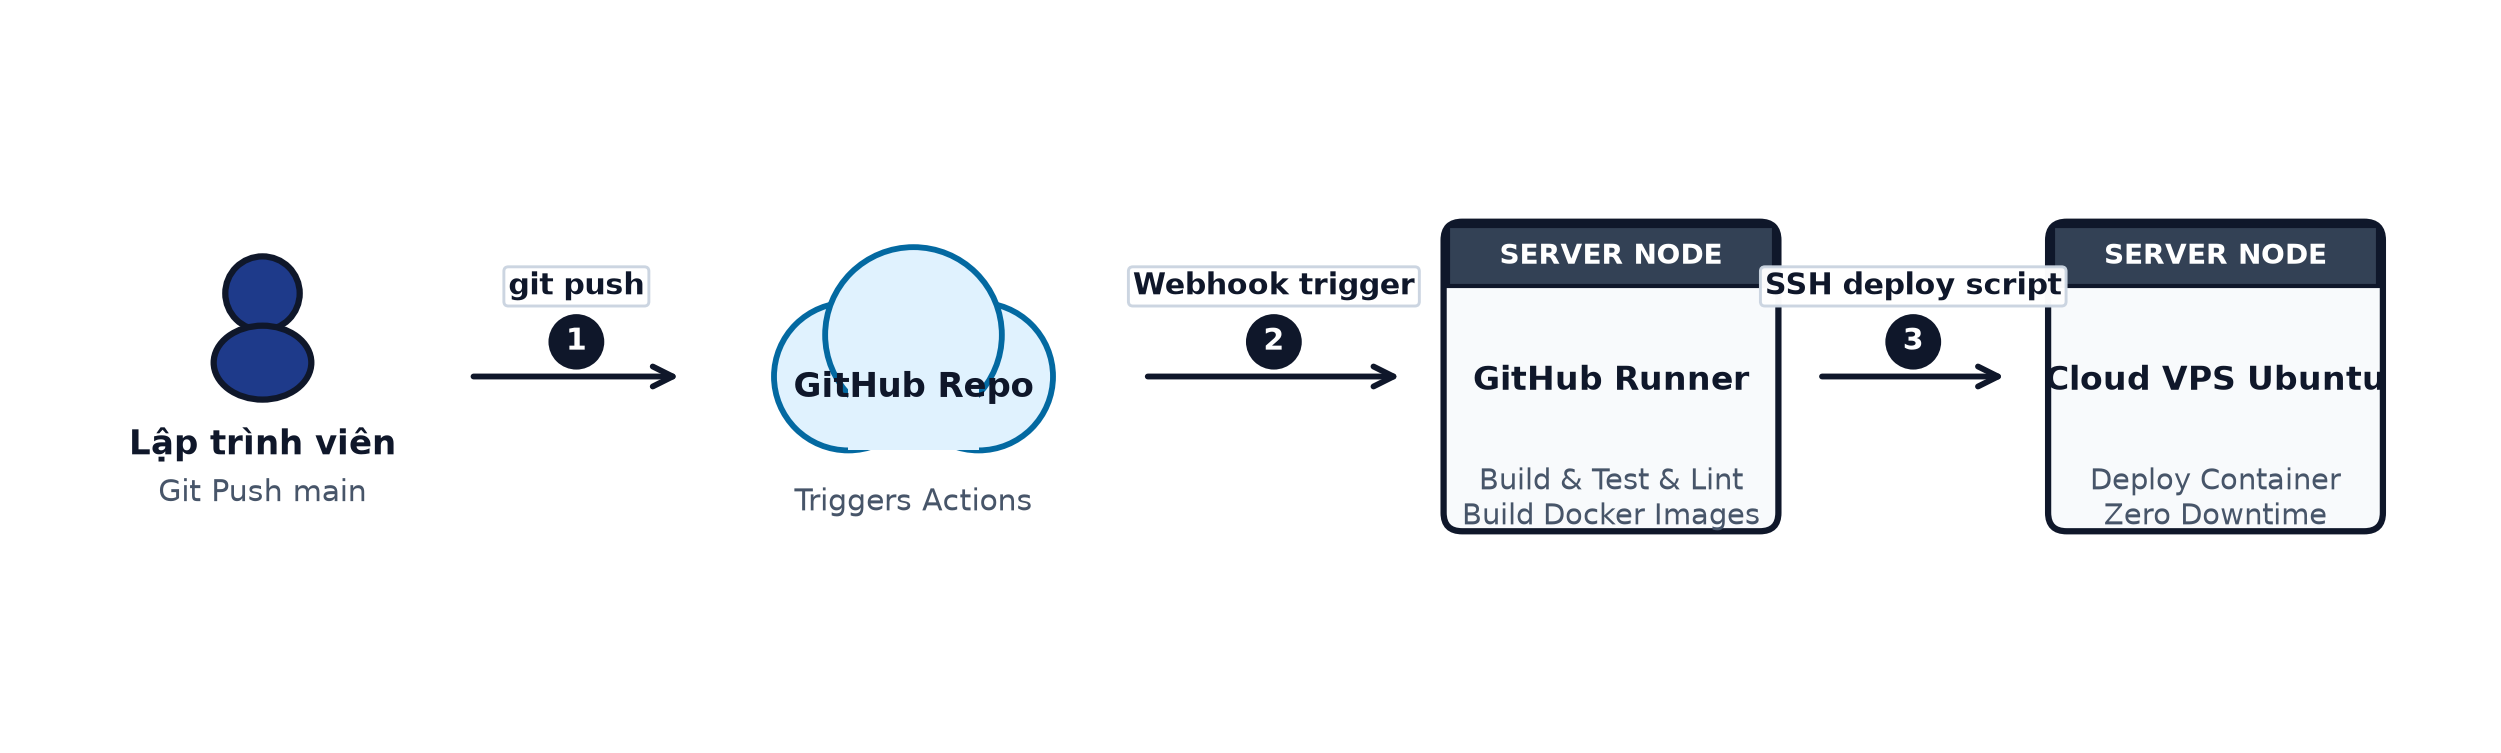 Lập trình viên
Git Push main
git push
1
GitHub Repo
Triggers Actions
Webhook trigger
2
SERVER NODE
GitHub Runner
Build & Test & Lint
Build Docker Images
SSH deploy script
3
SERVER NODE
Cloud VPS Ubuntu
Deploy Container
Zero Downtime